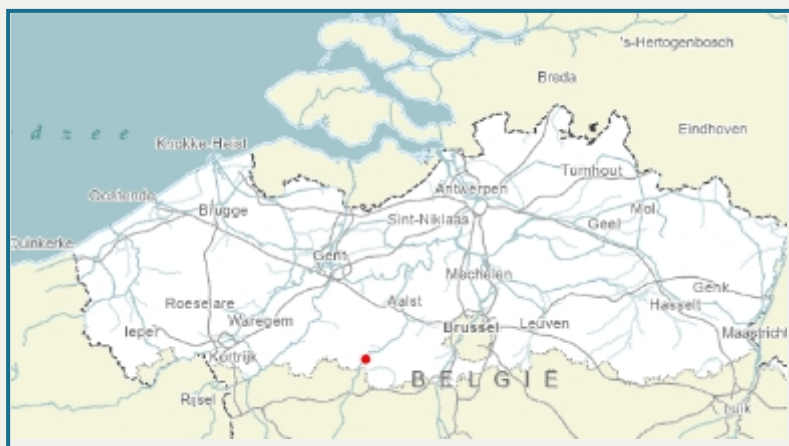 's-Hertogenbosch
Breda
Eindhoven
d z e e
Knokke-Heist
Turnhout
Antwerpen
Oostende
Brugge
Mol
Sint-Niklaas
Geel
Duinkerke
Gent
Mechelen
Genk
Aalst
Hasselt
Roeselare
Waregem
Brussel
Leuven
Maastricht
Ieper
Kortrijk
BELGIË
Rijsel
Luik